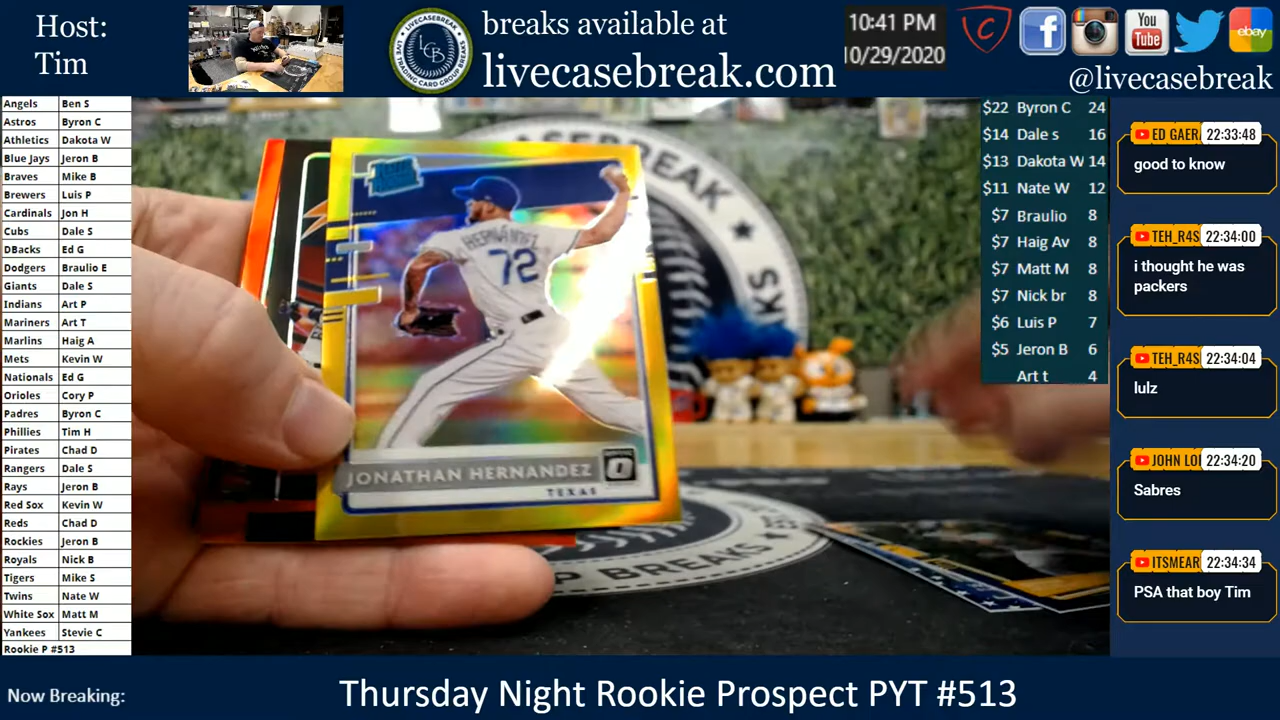 Host:
Tim
LCB
LIVE CASE BREAK
TRADING CARD GROUP BREAKS
breaks available at
livecasebreak.com
10:41 PM
10/29/2020
You
Tube
ebay
@livecasebreak
Angels Ben S
Astros Byron C
Athletics Dakota W
Blue Jays Jeron B
Braves Mike B
Brewers Luis P
Cardinals Jon H
Cubs Dale S
DBacks Ed G
Dodgers Braulio E
Giants Dale S
Indians Art P
Mariners Art T
Marlins Haig A
Mets Kevin W
Nationals Ed G
Orioles Cory P
Padres Byron C
Phillies Tim H
Pirates Chad D
Rangers Dale S
Rays Jeron B
Red Sox Kevin W
Reds Chad D
Rockies Jeron B
Royals Nick B
Tigers Mike S
Twins Nate W
White Sox Matt M
Yankees Stevie C
Rookie P #513
HERNANDEZ
72
JONATHAN HERNANDEZ
TEXAS
CASEBREAK
BREAKS
P BREAKS
$22 Byron C 24
$14 Dale s 16
$13 Dakota W 14
$11 Nate W 12
$7 Braulio 8
$7 Haig Av 8
$7 Matt M 8
$7 Nick br 8
$6 Luis P 7
$5 Jeron B 6
Art t 4
ED GAER 22:33:48
good to know
TEH_R4S 22:34:00
i thought he was
packers
TEH_R4S 22:34:04
lulz
JOHN LO 22:34:20
Sabres
ITSMEAR 22:34:34
PSA that boy Tim
Now Breaking:
Thursday Night Rookie Prospect PYT #513